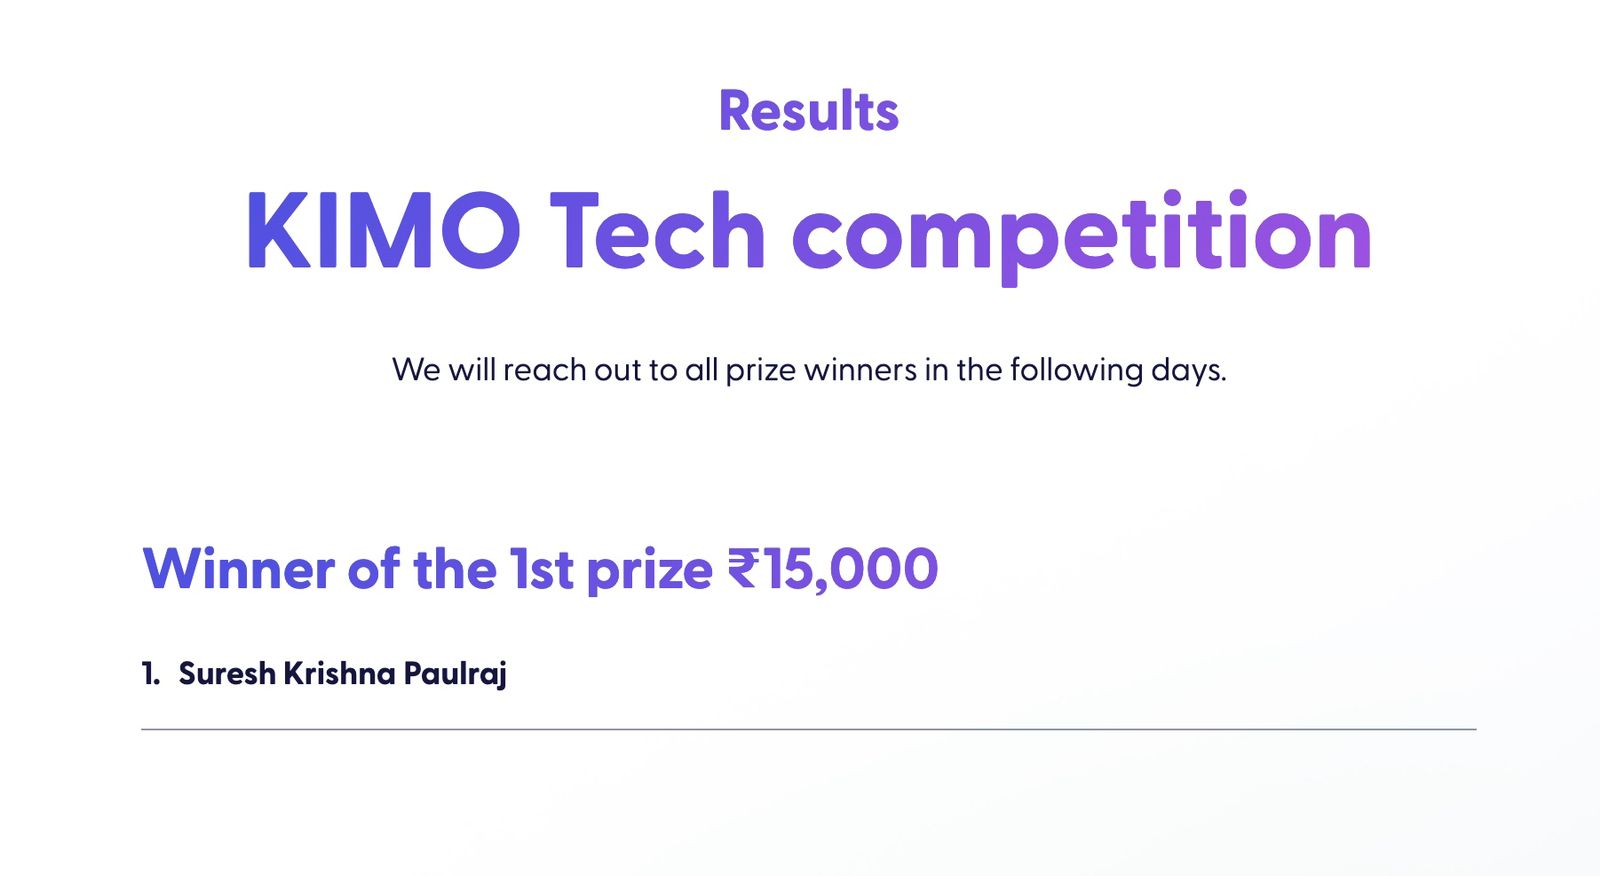 Results
KIMO Tech competition
We will reach out to all prize winners in the following days.
Winner of the 1st prize ₹15,000
1. Suresh Krishna Paulraj